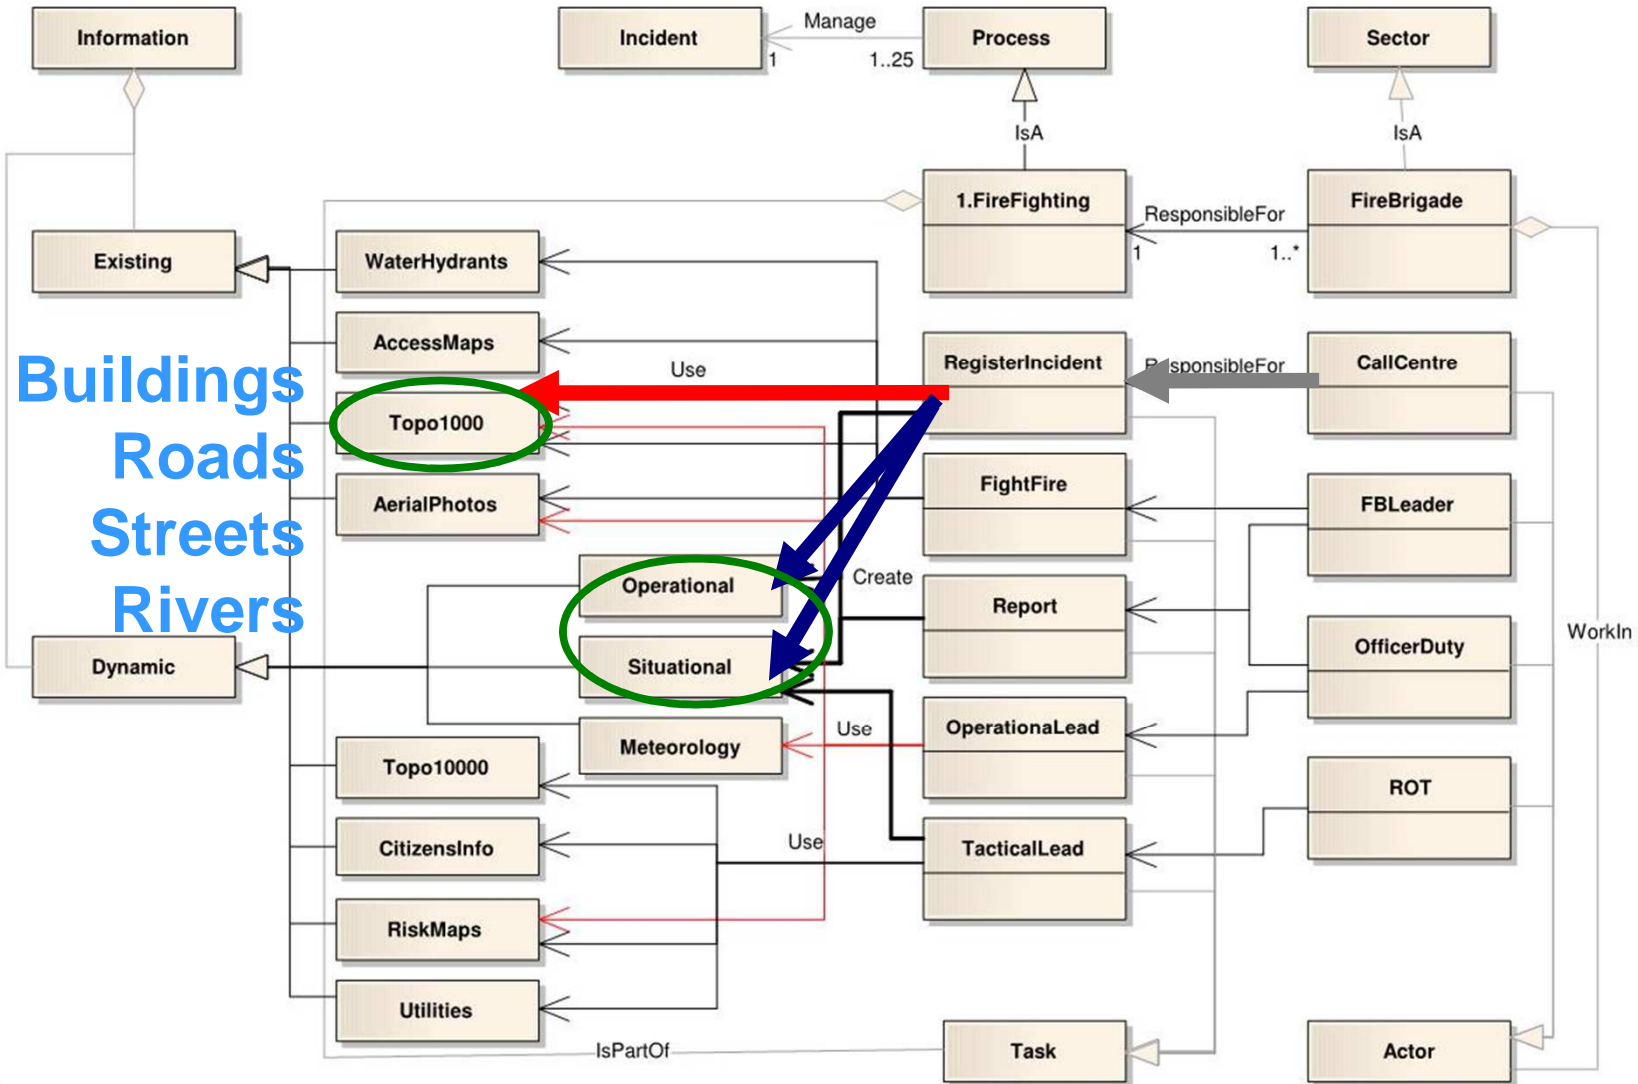 Information
Incident
Manage
1
1..25
Process
Sector
IsA
IsA
1.FireFighting
ResponsibleFor
1
1..*
FireBrigade
Existing
WaterHydrants
AccessMaps
Use
RegisterIncident
ResponsibleFor
CallCentre
Buildings
Roads
Streets
Rivers
Topo1000
AerialPhotos
FightFire
FBLeader
Operational
Create
Report
Situational
OfficerDuty
WorkIn
Dynamic
Meteorology
Use
OperationaLead
Topo10000
ROT
CitizensInfo
Use
TacticalLead
RiskMaps
Utilities
IsPartOf
Task
Actor